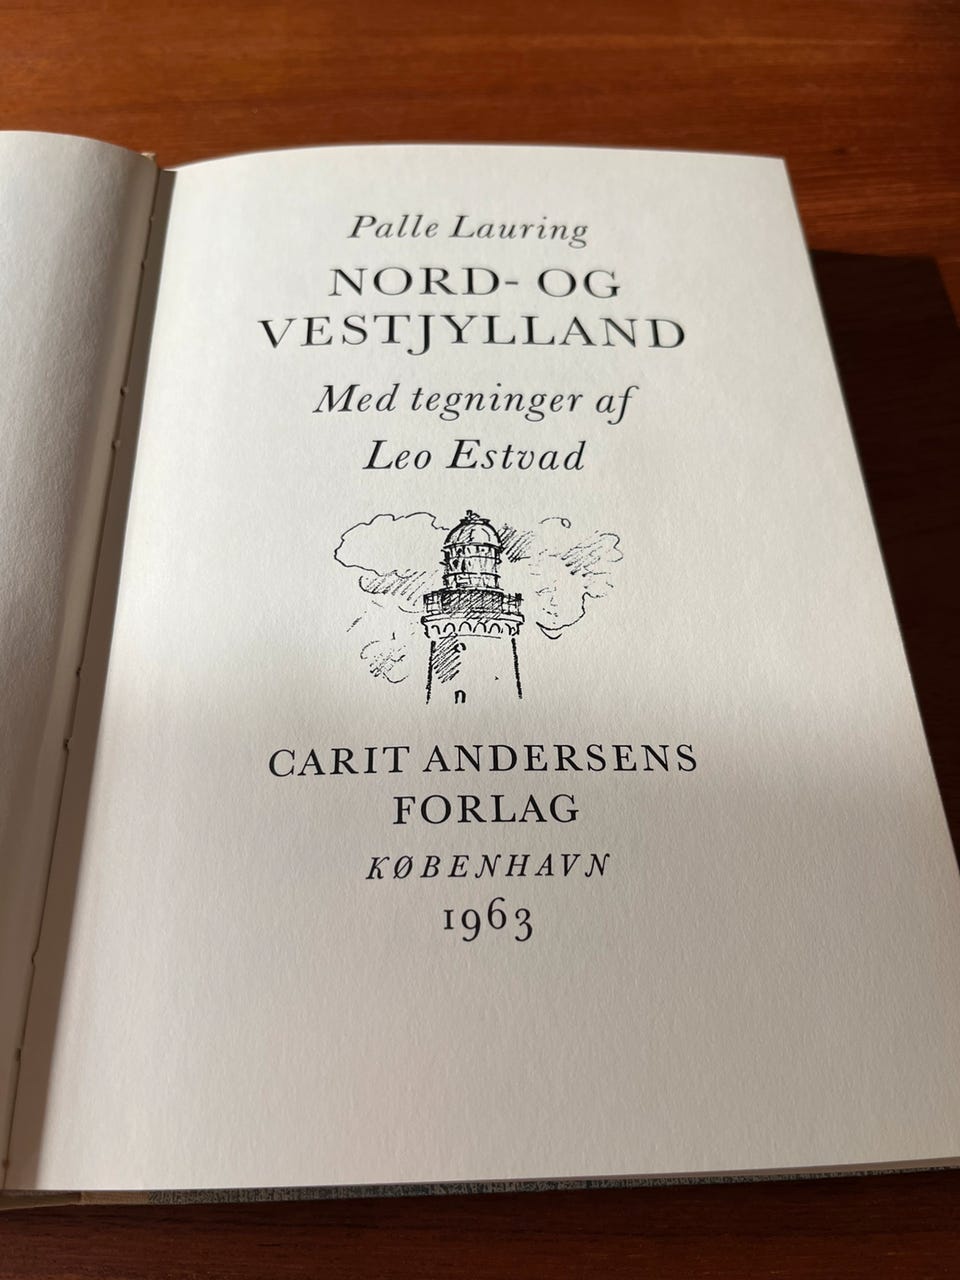 Palle Lauring
NORD- OG
VESTJYLLAND
Med tegninger af
Leo Estvad
CARIT ANDERSENS
FORLAG
KØBENHAVN
1963